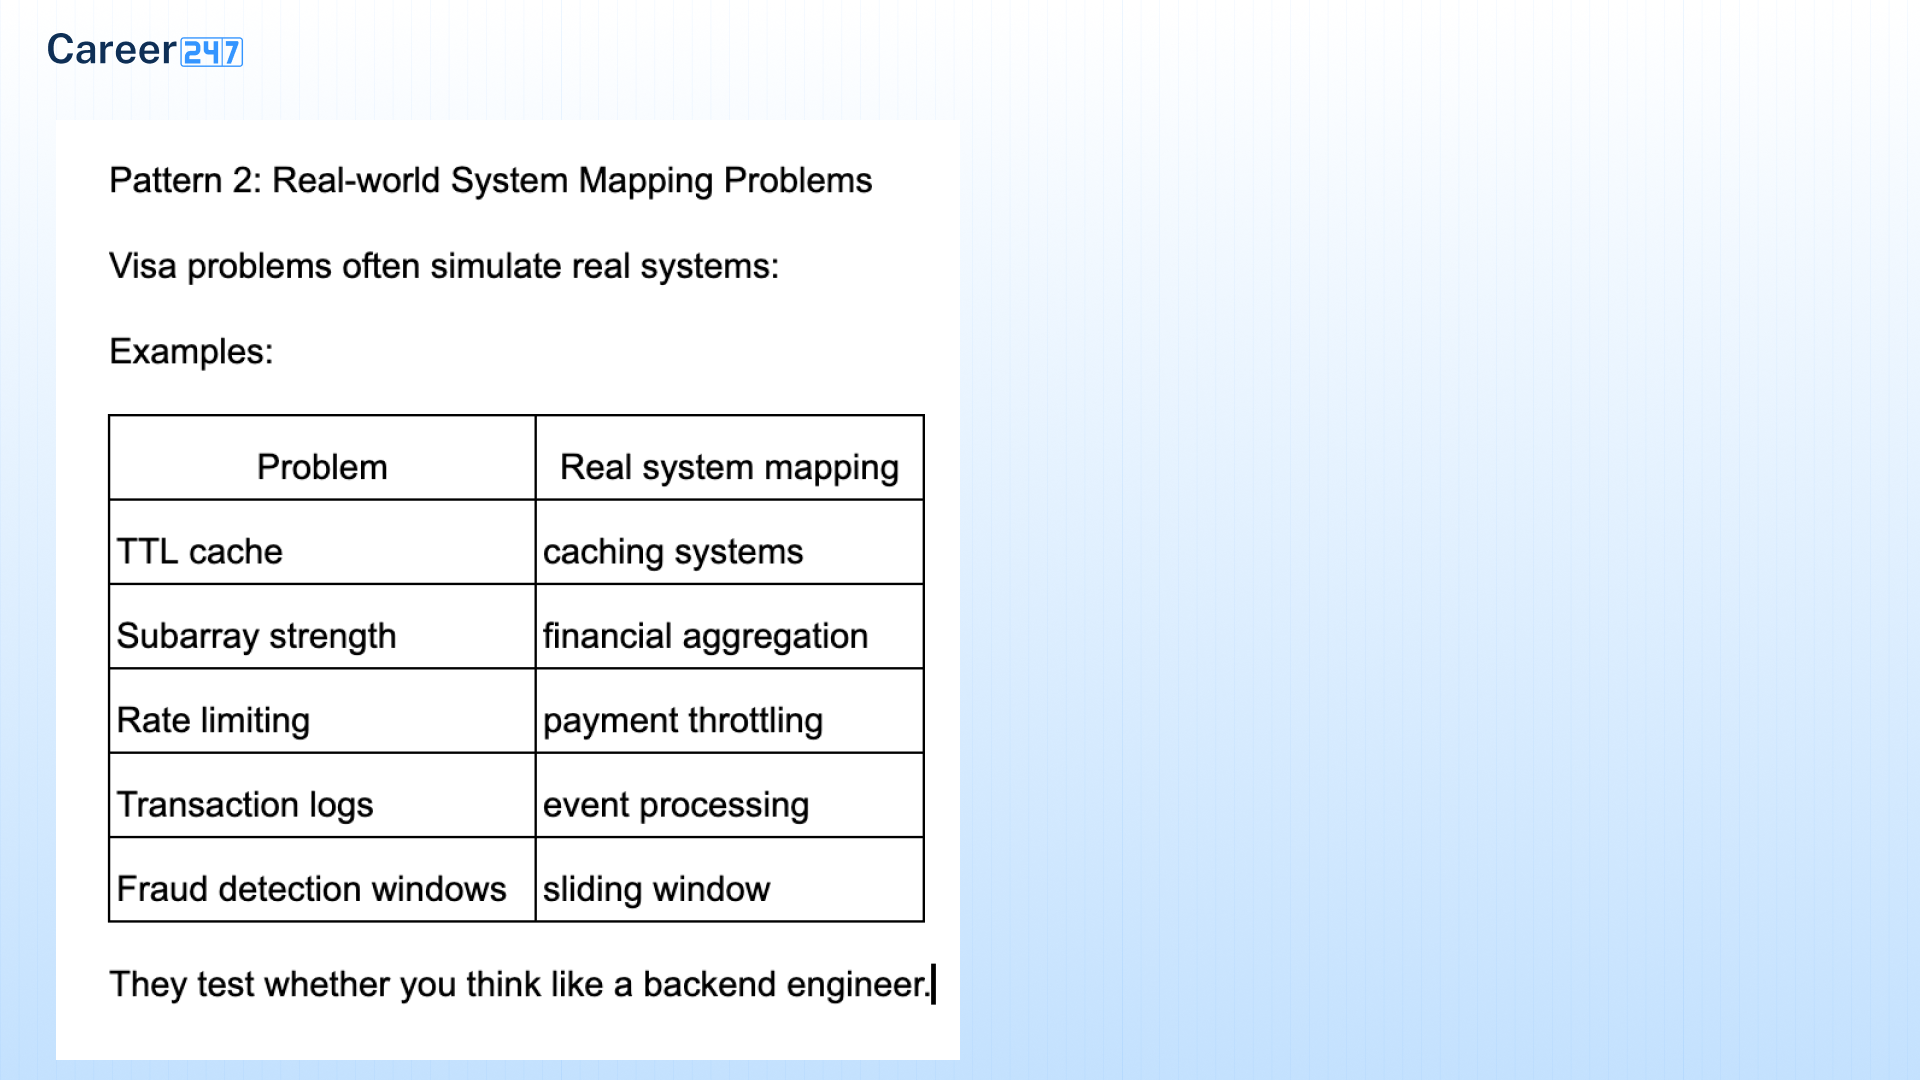 Career247
Pattern 2: Real-world System Mapping Problems
Visa problems often simulate real systems:
Examples:
Problem Real system mapping
TTL cache caching systems
Subarray strength financial aggregation
Rate limiting payment throttling
Transaction logs event processing
Fraud detection windows sliding window
They test whether you think like a backend engineer.